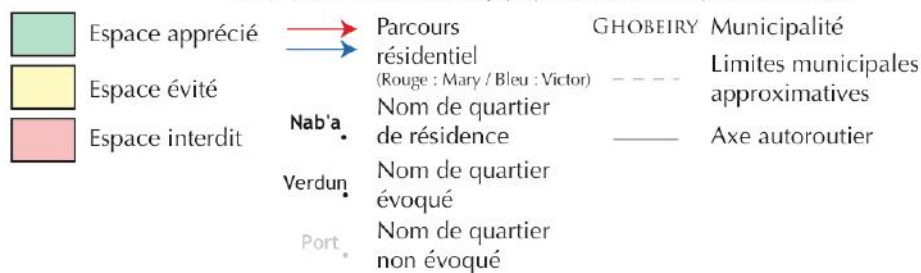 Espace apprécié
Espace évité
Espace interdit
Parcours
résidentiel
(Rouge : Mary / Bleu : Victor)
Nab'a
Nom de quartier
de résidence
Verdun
Nom de quartier
évoqué
Port
Nom de quartier
non évoqué
GHOBEIRY Municipalité
Limites municipales
approximatives
Axe autoroutier